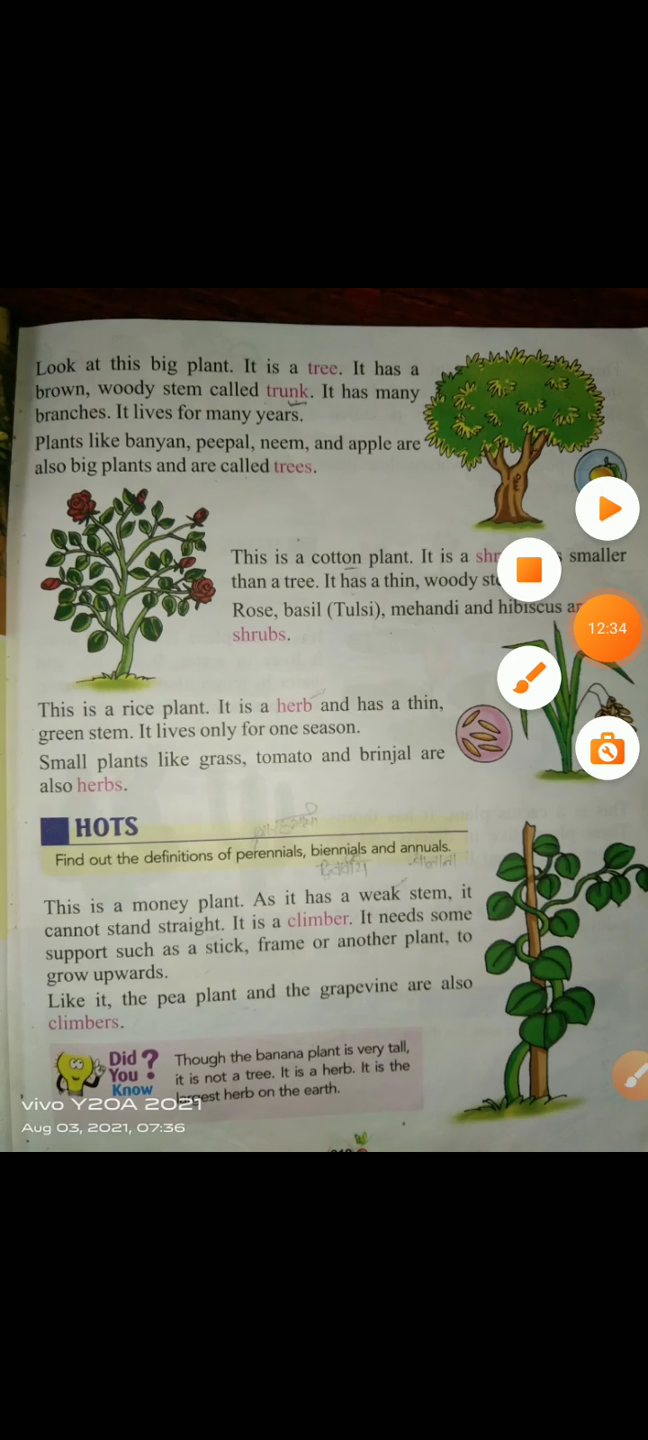 Look at this big plant. It is a tree. It has a
brown, woody stem called trunk. It has many
branches. It lives for many years.
Plants like banyan, peepal, neem, and apple are
also big plants and are called trees.
This is a cotton plant. It is a smaller
than a tree. It has a thin, woody
Rose, basil (Tulsi), mehandi and hibiscus
shrubs.
12:34
This is a rice plant. It is a herb and has a thin,
green stem. It lives only for one season.
Small plants like grass, tomato and brinjal are
also herbs.
HOTS
Find out the definitions of perennials, biennials and annuals.
This is a money plant. As it has a weak stem, it
cannot stand straight. It is a climber. It needs some
support such as a stick, frame or another plant, to
grow upwards.
Like it, the pea plant and the grapevine are also
climbers.
Did You Know ?
Though the banana plant is very tall,
it is not a tree. It is a herb. It is the
largest herb on the earth.
vivo Y20A 2021
Aug 03, 2021, 07:36